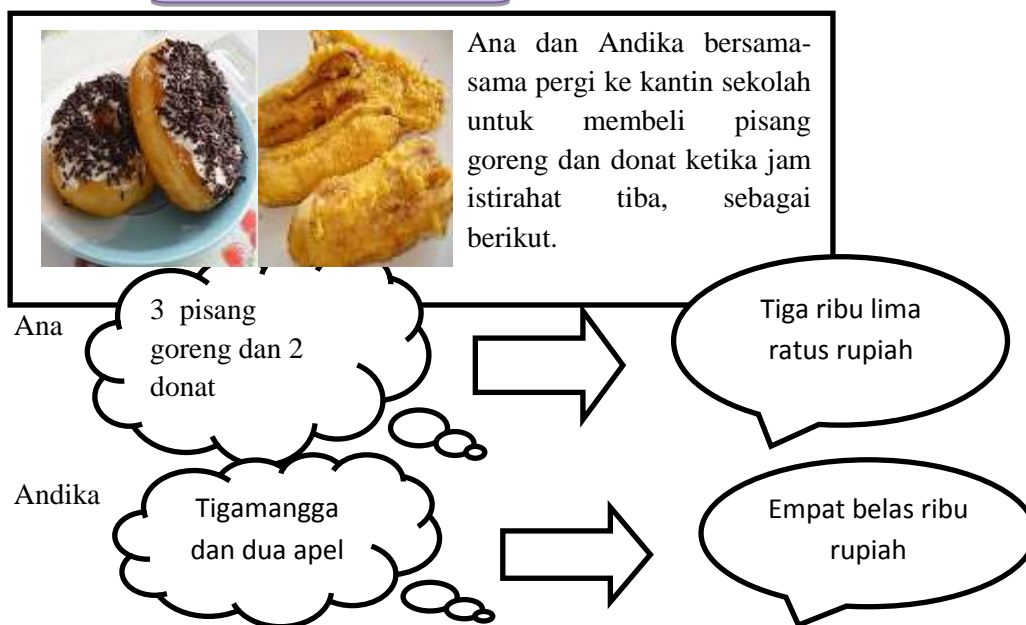 Ana dan Andika bersama-
sama pergi ke kantin sekolah
untuk membeli pisang
goreng dan donat ketika jam
istirahat tiba, sebagai
berikut.
Ana
3 pisang
goreng dan 2
donat
Tiga ribu lima
ratus rupiah
Andika
Tigamangga
dan dua apel
Empat belas ribu
rupiah